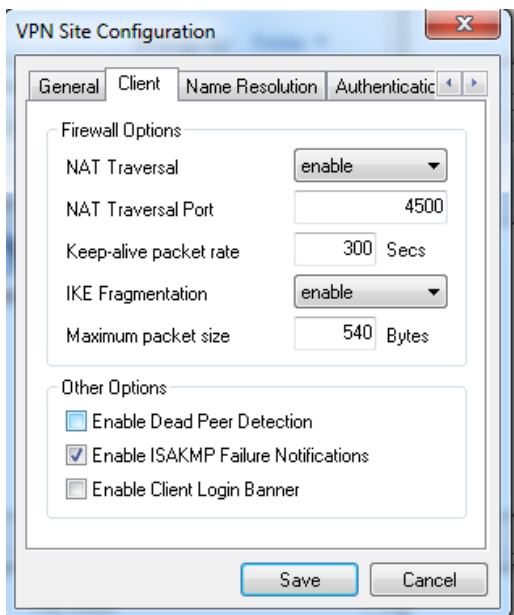 VPN Site Configuration
General Client Name Resolution Authenticatic
Firewall Options
NAT Traversal enable
NAT Traversal Port 4500
Keep-alive packet rate 300 Secs
IKE Fragmentation enable
Maximum packet size 540 Bytes
Other Options
Enable Dead Peer Detection
Enable ISAKMP Failure Notifications
Enable Client Login Banner
Save Cancel